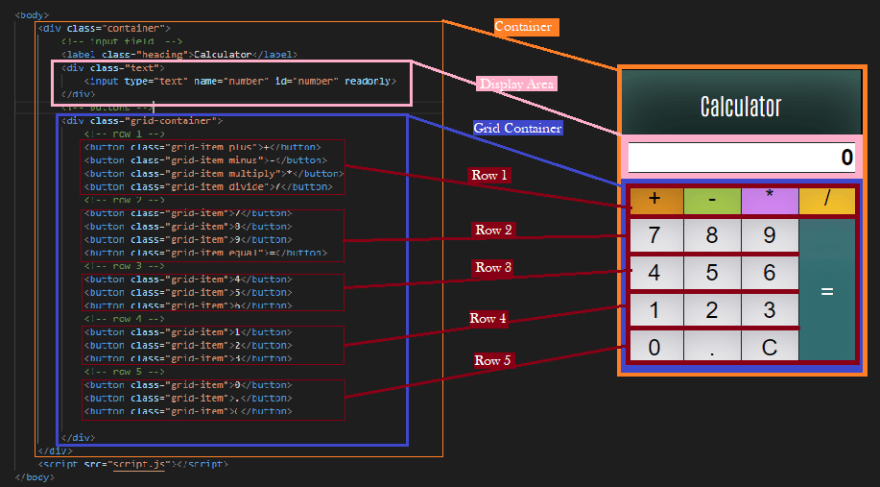 <body>
<div class="container">
<!-- input field -->
<label class="heading">Calculator</label>
<div class="text">
<input type="text" name="number" id="number" readonly>
</div>
<!-- buttons -->
<div class="grid-container">
<!-- row 1 -->
<button class="grid-item plus">+</button>
<button class="grid-item minus">-</button>
<button class="grid-item multiply">*</button>
<button class="grid-item divide">/</button>
<!-- row 2 -->
<button class="grid-item">7</button>
<button class="grid-item">8</button>
<button class="grid-item">9</button>
<button class="grid-item equal">=</button>
<!-- row 3 -->
<button class="grid-item">4</button>
<button class="grid-item">5</button>
<button class="grid-item">6</button>
<!-- row 4 -->
<button class="grid-item">1</button>
<button class="grid-item">2</button>
<button class="grid-item">3</button>
<!-- row 5 -->
<button class="grid-item">0</button>
<button class="grid-item">.</button>
<button class="grid-item">C</button>
</div>
</div>
<script src="script.js"></script>
</body>
Container
Display Area
Grid Container
Row 1
Row 2
Row 3
Row 4
Row 5
Calculator
0
+ - * /
7 8 9
4 5 6 =
1 2 3
0 . C